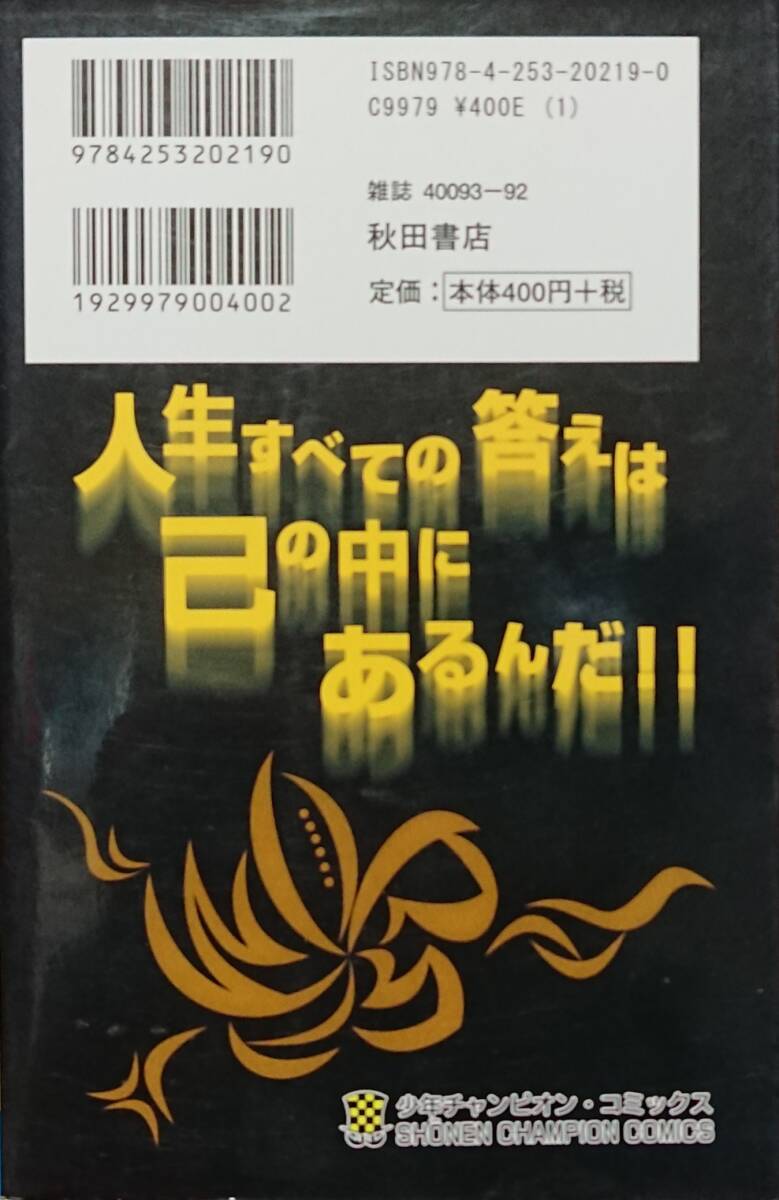 ISBN978-4-253-20219-0
C9979 ¥400E (1)
9784253202190
雑誌 40093-92
秋田書店
1929979004002
定価：本体400円＋税
人生すべての答えは
己の中に
あるんだ！！
少年チャンピオン・コミックス
SHŌNEN CHAMPION COMICS